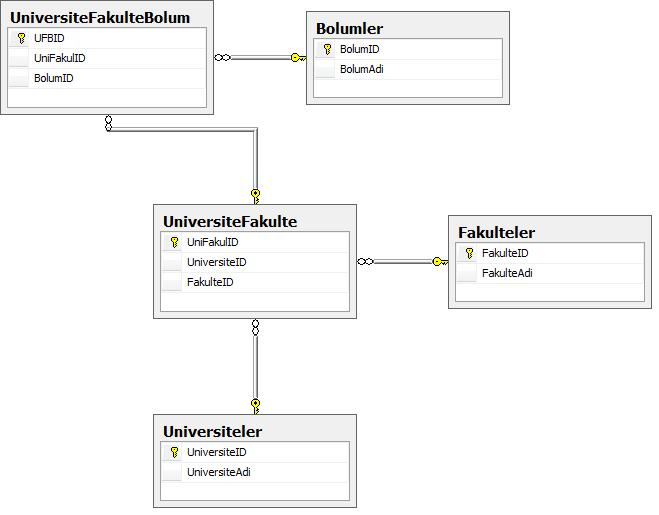 UniversiteFakulteBolum
UFBID
UniFakulID
BolumID
Bolumler
BolumID
BolumAdi
UniversiteFakulte
UniFakulID
UniversiteID
FakulteID
Fakulteler
FakulteID
FakulteAdi
Universiteler
UniversiteID
UniversiteAdi